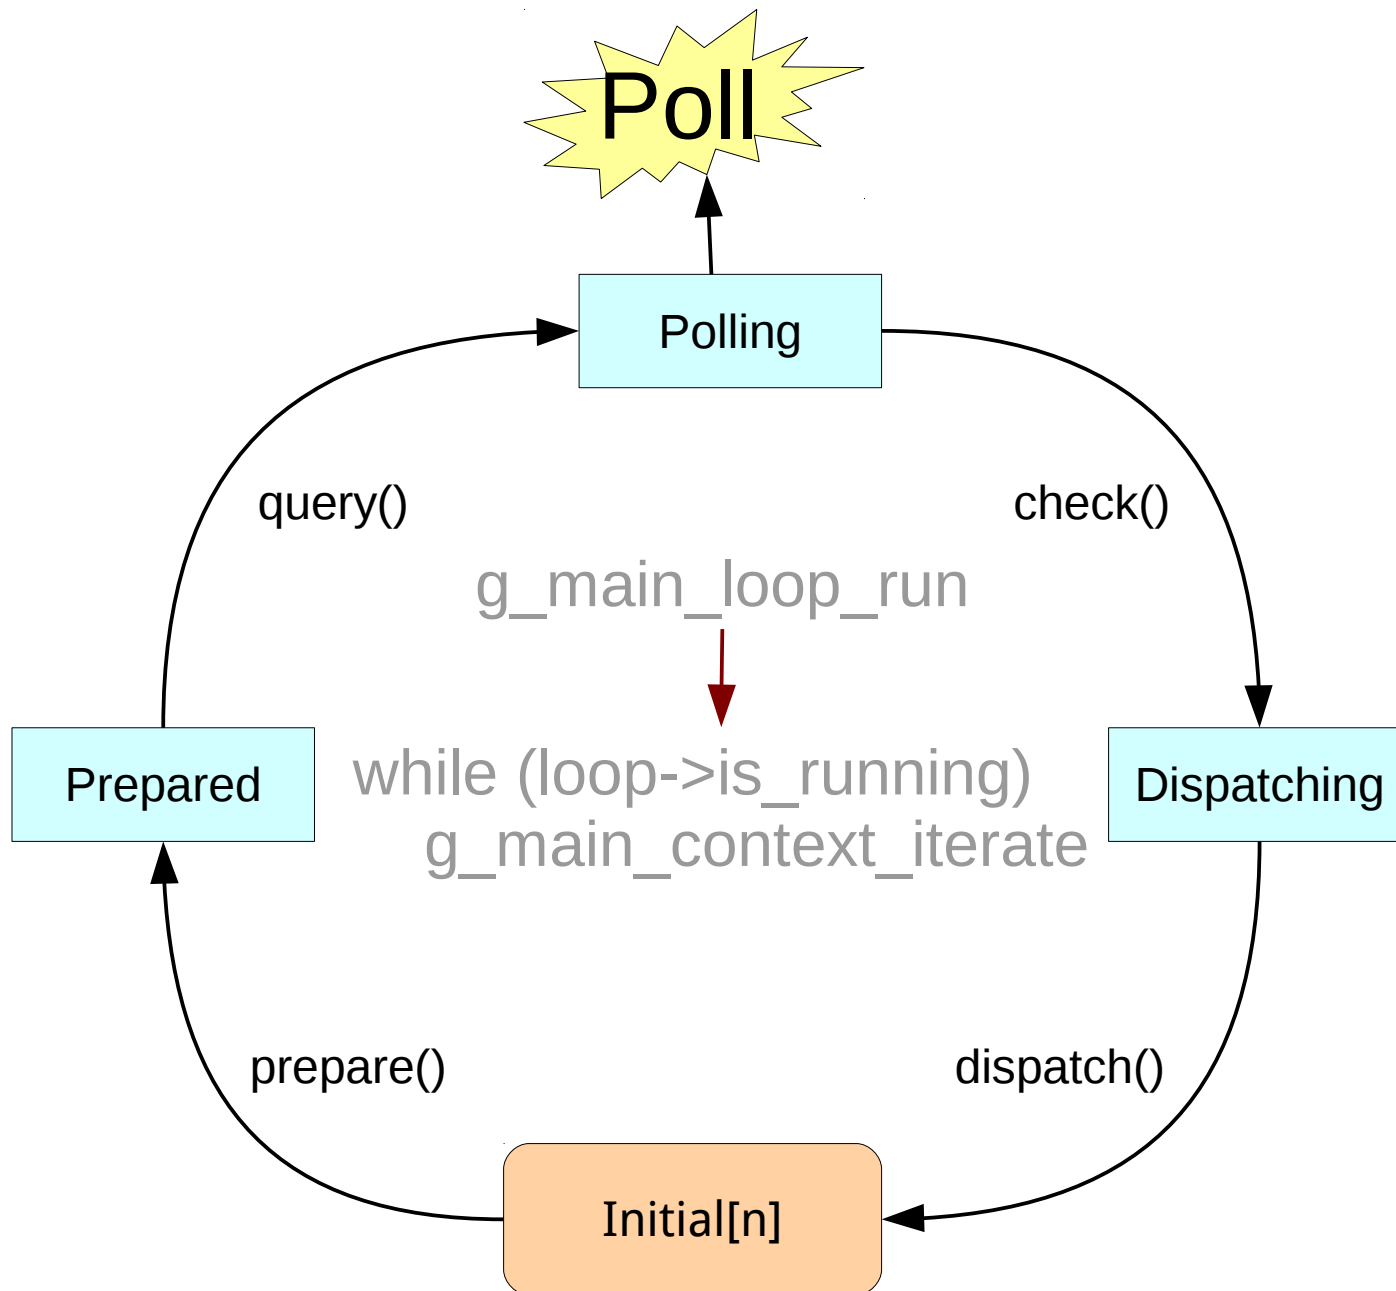 Poll
Polling
query()
check()
g_main_loop_run
Prepared
while (loop->is_running)
g_main_context_iterate
Dispatching
prepare()
dispatch()
Initial[n]